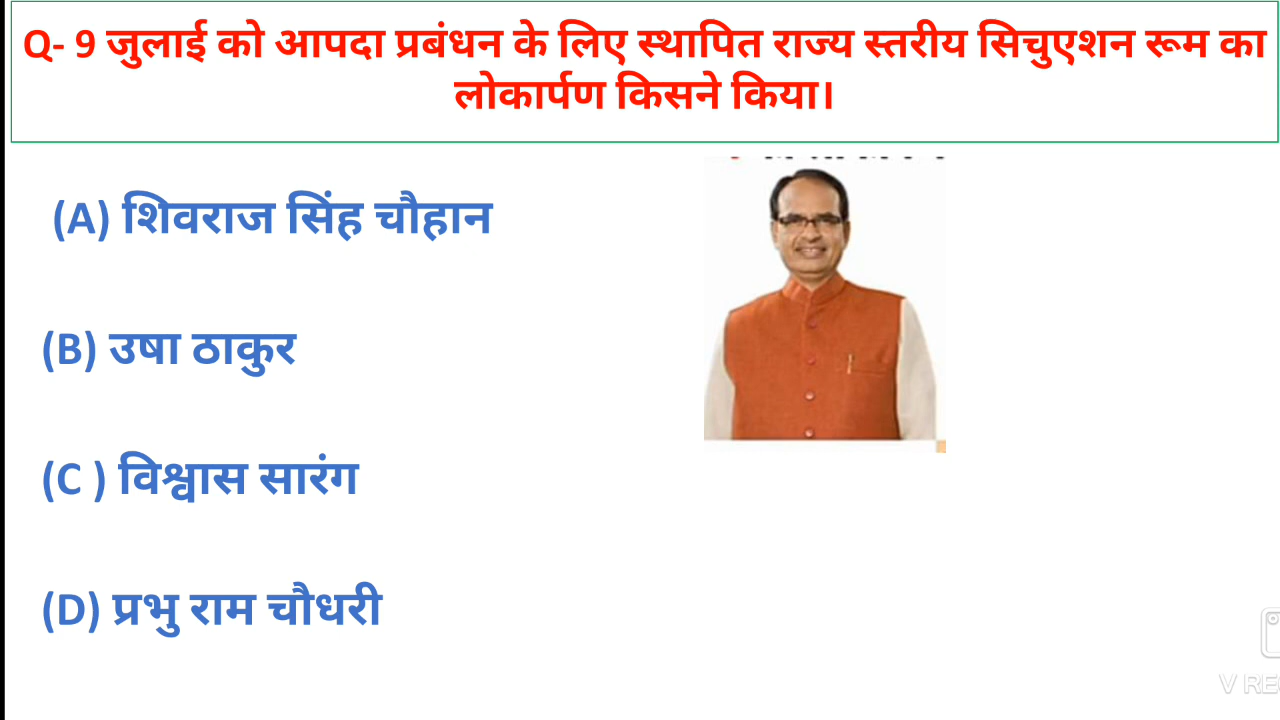 Q- 9 जुलाई को आपदा प्रबंधन के लिए स्थापित राज्य स्तरीय सिचुएशन रूम का
लोकार्पण किसने किया।
(A) शिवराज सिंह चौहान
(B) उषा ठाकुर
(C ) विश्वास सारंग
(D) प्रभु राम चौधरी